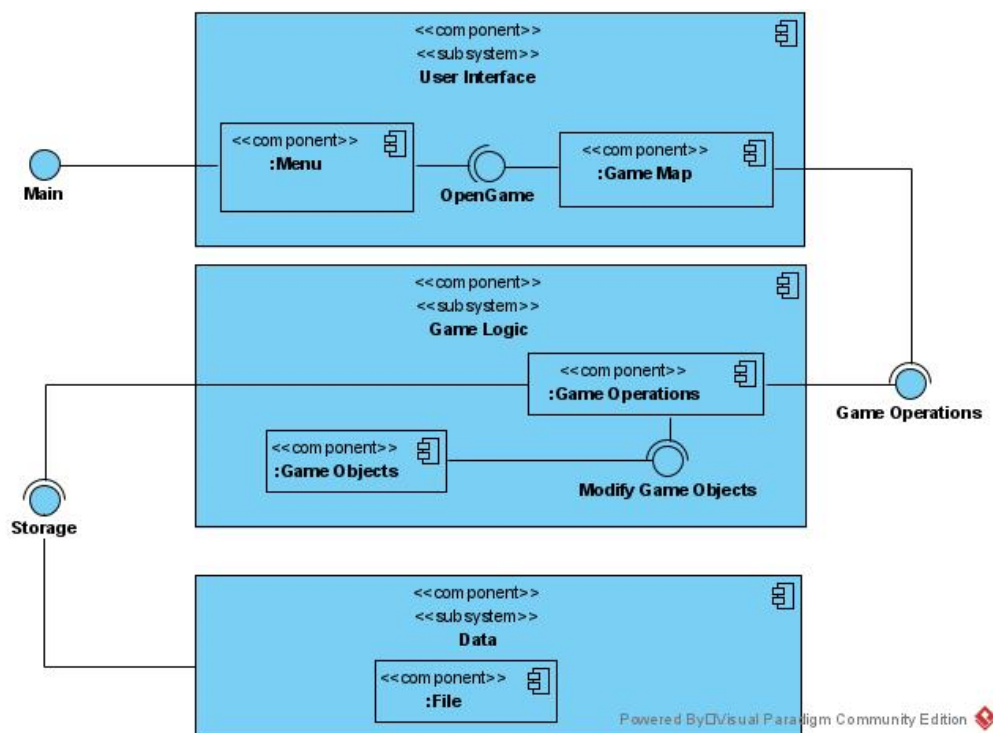 <<component>>
<<subsystem>>
User Interface
<<component>>
:Menu
<<component>>
:Game Map
Main
OpenGame
<<component>>
<<subsystem>>
Game Logic
<<component>>
:Game Operations
Game Operations
<<component>>
:Game Objects
Modify Game Objects
Storage
<<component>>
<<subsystem>>
Data
<<component>>
:File
Powered By□Visual Paradigm Community Edition